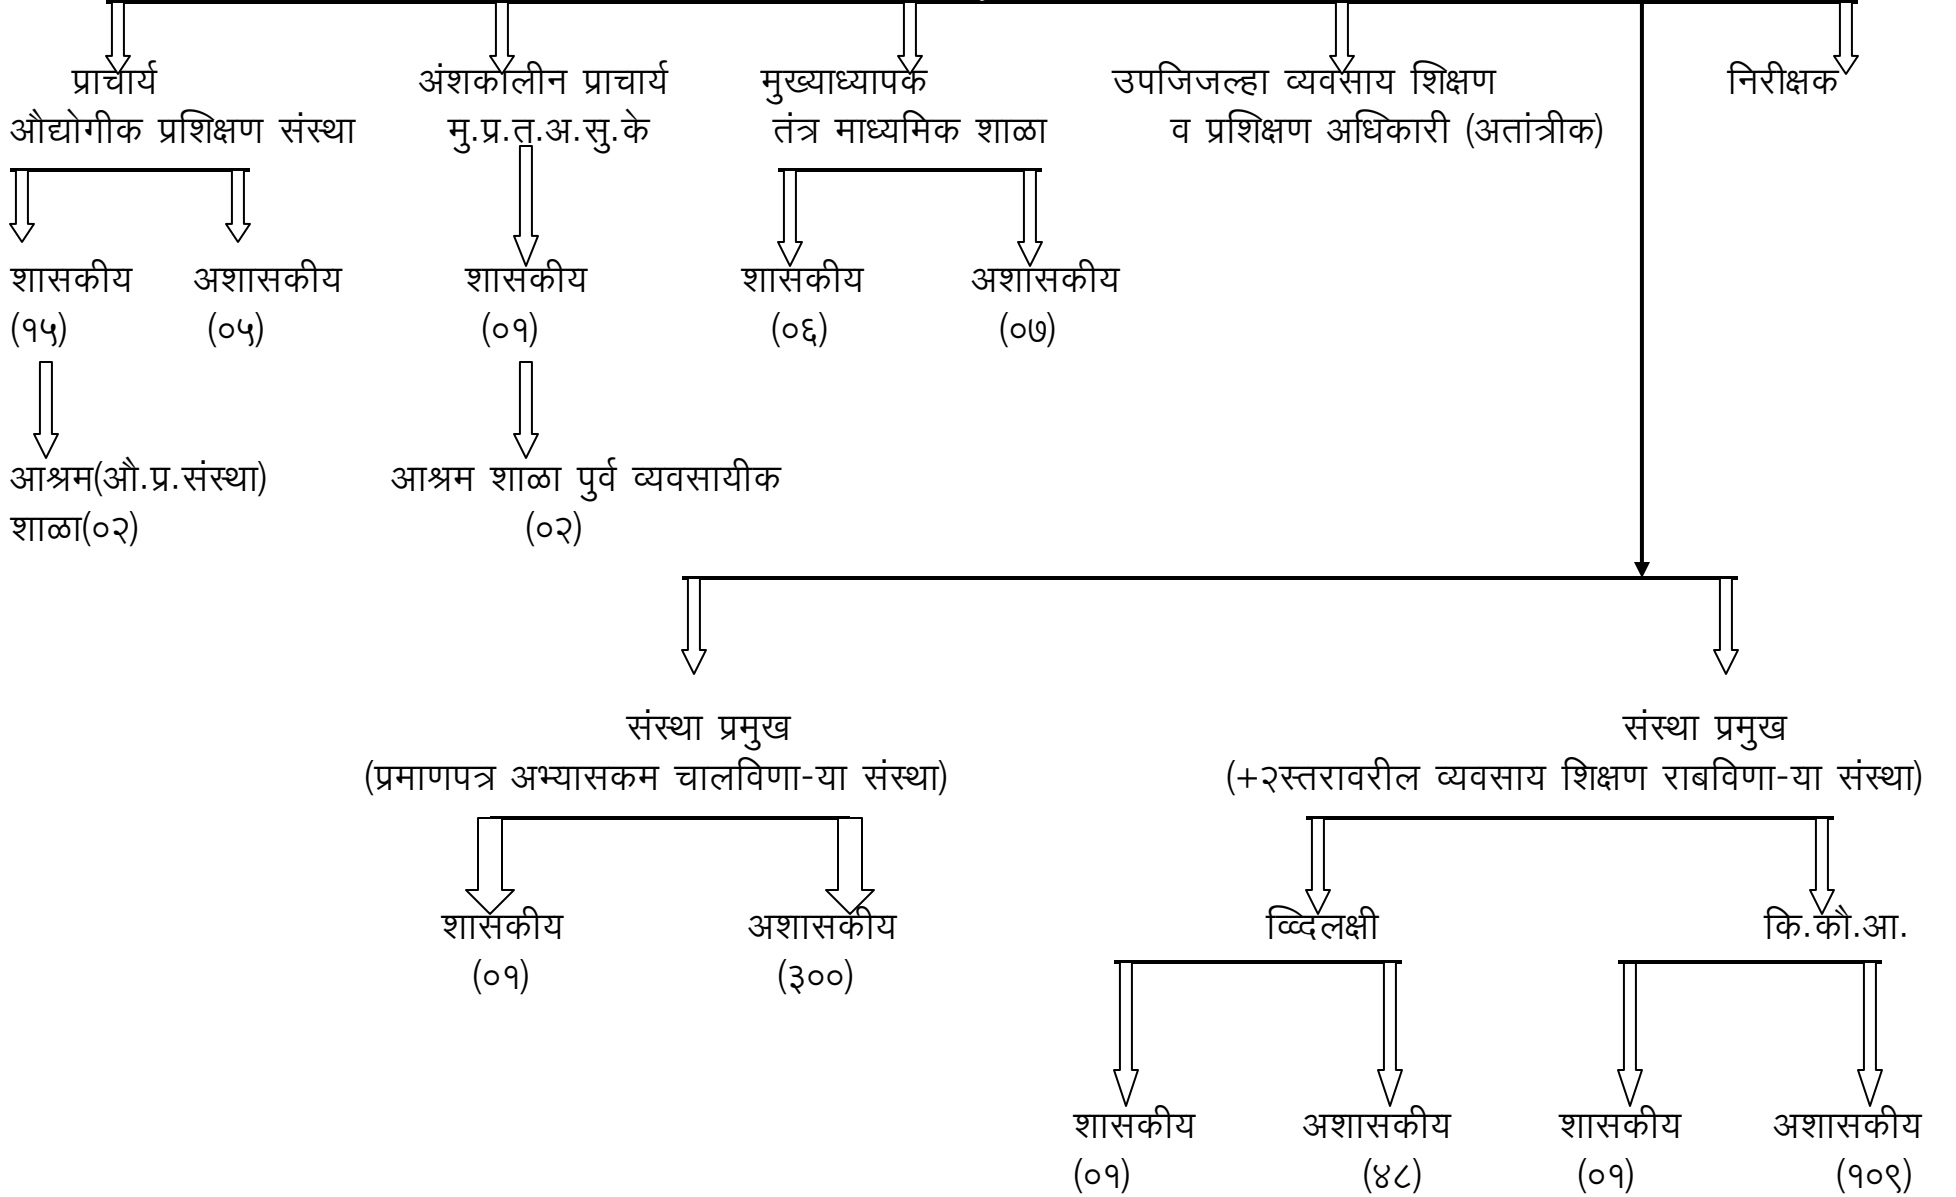 प्राचार्य अंशकालीन प्राचार्य मुख्याध्यापक उपजिजल्हा व्यवसाय शिक्षण निरीक्षक
औद्योगीक प्रशिक्षण संस्था मु.प्र.त.अ.सु.के तंत्र माध्यमिक शाळा व प्रशिक्षण अधिकारी (अतांत्रीक)
शासकीय अशासकीय शासकीय शासकीय अशासकीय
(१५) (०५) (०१) (०६) (०७)
आश्रम(औ.प्र.संस्था) आश्रम शाळा पुर्व व्यवसायीक
शाळा(०२) (०२)
संस्था प्रमुख संस्था प्रमुख
(प्रमाणपत्र अभ्यासकम चालविणा-या संस्था) (+२स्तरावरील व्यवसाय शिक्षण राबविणा-या संस्था)
शासकीय अशासकीय व्दिलक्षी कि.कौ.आ.
(०१) (३००)
शासकीय अशासकीय शासकीय अशासकीय
(०१) (४८) (०१) (१०९)